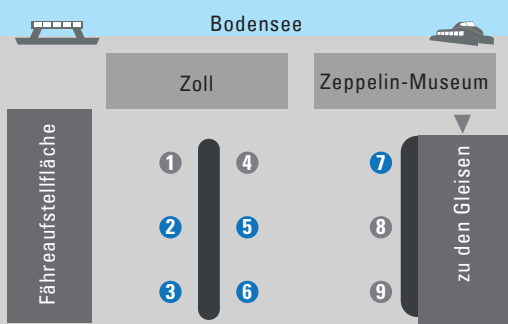 Bodensee
Zoll
Zeppelin-Museum
Fähreaufstellfläche
zu den Gleisen
1 4 7
2 5 8
3 6 9